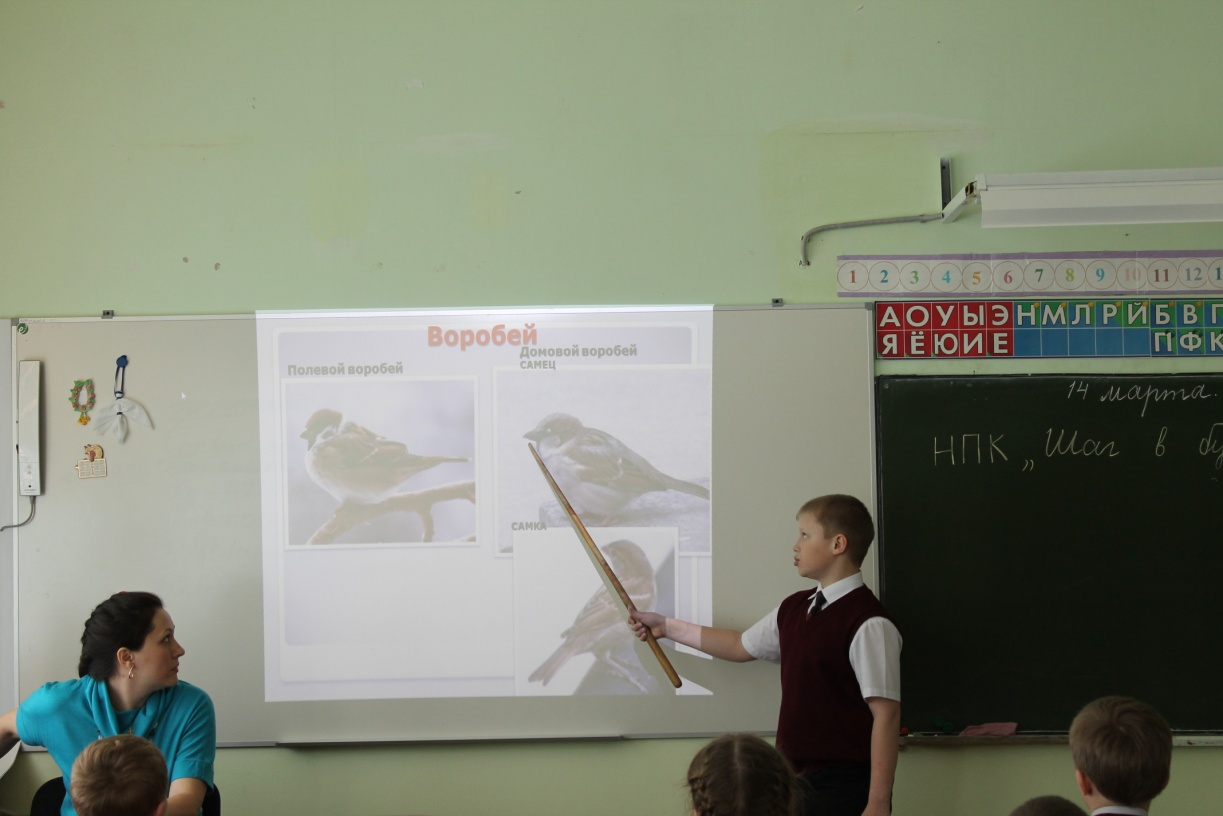 Воробей
Домовой воробей
САМЕЦ
Полевой воробей
САМКА
1 2 3 4 5 6 7 8 9 10 11 12
А О У Ы Э Н М Л Р Й Б В Г
Я Ё Ю И Е П Ф К
14 марта.
НПК „Шаг в